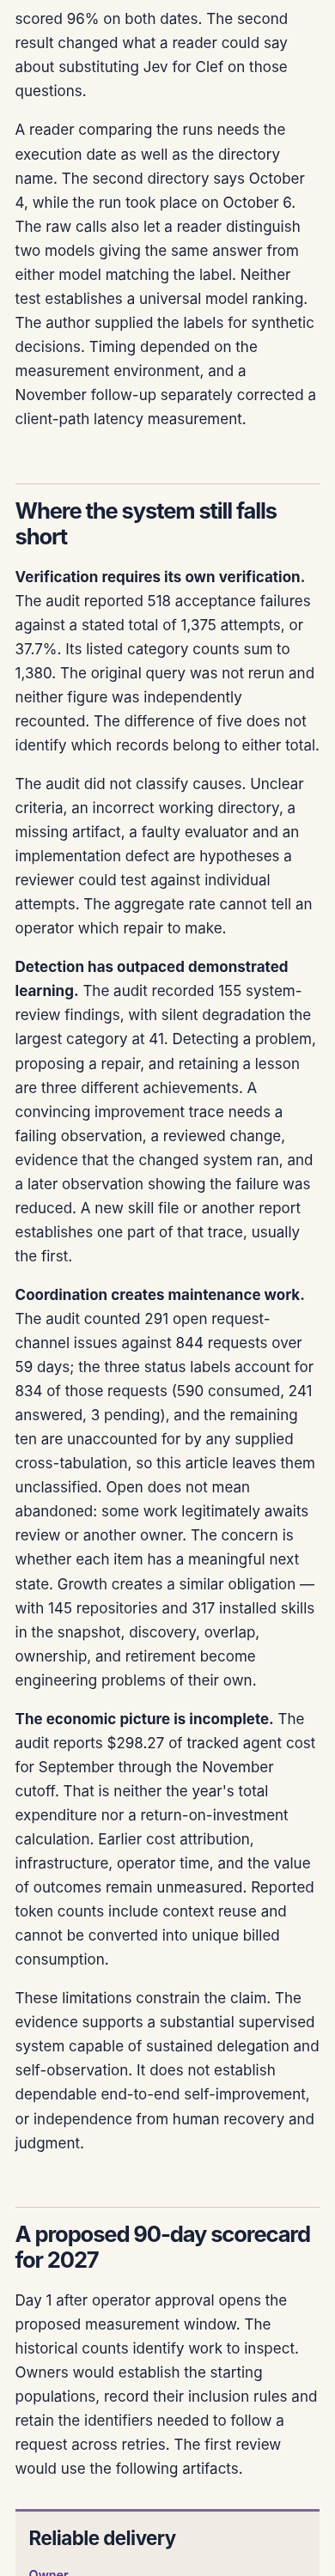 scored 96% on both dates. The second
result changed what a reader could say
about substituting Jev for Clef on those
questions.
A reader comparing the runs needs the
execution date as well as the directory
name. The second directory says October
4, while the run took place on October 6.
The raw calls also let a reader distinguish
two models giving the same answer from
either model matching the label. Neither
test establishes a universal model ranking.
The author supplied the labels for synthetic
decisions. Timing depended on the
measurement environment, and a
November follow-up separately corrected a
client-path latency measurement.
Where the system still falls
short
Verification requires its own verification.
The audit reported 518 acceptance failures
against a stated total of 1,375 attempts, or
37.7%. Its listed category counts sum to
1,380. The original query was not rerun and
neither figure was independently
recounted. The difference of five does not
identify which records belong to either total.
The audit did not classify causes. Unclear
criteria, an incorrect working directory, a
missing artifact, a faulty evaluator and an
implementation defect are hypotheses a
reviewer could test against individual
attempts. The aggregate rate cannot tell an
operator which repair to make.
Detection has outpaced demonstrated
learning. The audit recorded 155 system-
review findings, with silent degradation the
largest category at 41. Detecting a problem,
proposing a repair, and retaining a lesson
are three different achievements. A
convincing improvement trace needs a
failing observation, a reviewed change,
evidence that the changed system ran, and
a later observation showing the failure was
reduced. A new skill file or another report
establishes one part of that trace, usually
the first.
Coordination creates maintenance work.
The audit counted 291 open request-
channel issues against 844 requests over
59 days; the three status labels account for
834 of those requests (590 consumed, 241
answered, 3 pending), and the remaining
ten are unaccounted for by any supplied
cross-tabulation, so this article leaves them
unclassified. Open does not mean
abandoned: some work legitimately awaits
review or another owner. The concern is
whether each item has a meaningful next
state. Growth creates a similar obligation —
with 145 repositories and 317 installed skills
in the snapshot, discovery, overlap,
ownership, and retirement become
engineering problems of their own.
The economic picture is incomplete. The
audit reports $298.27 of tracked agent cost
for September through the November
cutoff. That is neither the year's total
expenditure nor a return-on-investment
calculation. Earlier cost attribution,
infrastructure, operator time, and the value
of outcomes remain unmeasured. Reported
token counts include context reuse and
cannot be converted into unique billed
consumption.
These limitations constrain the claim. The
evidence supports a substantial supervised
system capable of sustained delegation and
self-observation. It does not establish
dependable end-to-end self-improvement,
or independence from human recovery and
judgment.
A proposed 90-day scorecard
for 2027
Day 1 after operator approval opens the
proposed measurement window. The
historical counts identify work to inspect.
Owners would establish the starting
populations, record their inclusion rules and
retain the identifiers needed to follow a
request across retries. The first review
would use the following artifacts.
Reliable delivery
Owner